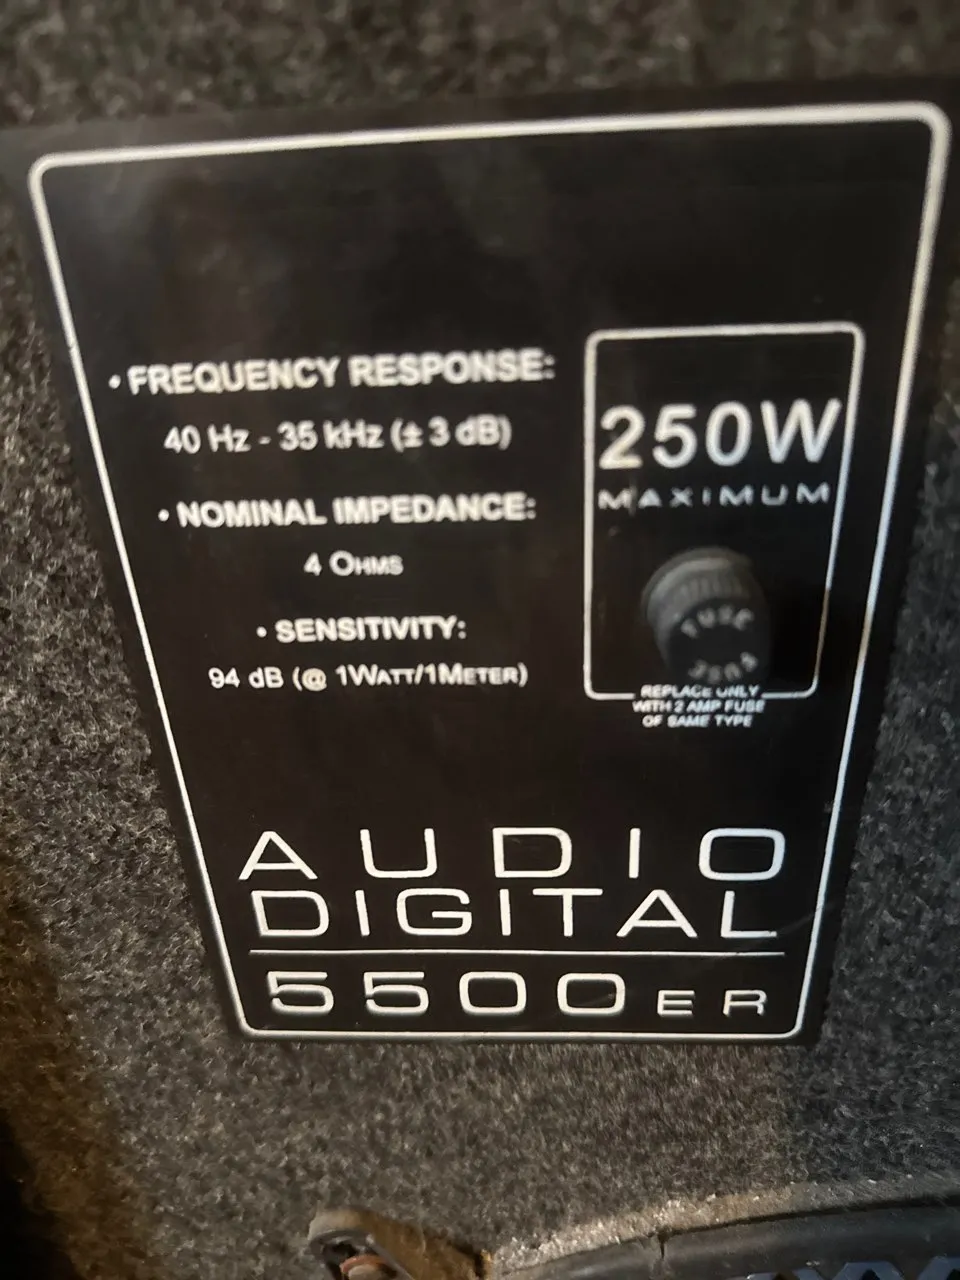 • FREQUENCY RESPONSE:
40 Hz - 35 kHz (± 3 dB)
• NOMINAL IMPEDANCE:
4 OHMS
• SENSITIVITY:
94 dB (@ 1WATT/1METER)
250W
MAXIMUM
FUSE
FUSE
REPLACE ONLY
WITH 2 AMP FUSE
OF SAME TYPE
AUDIO
DIGITAL
5500ER